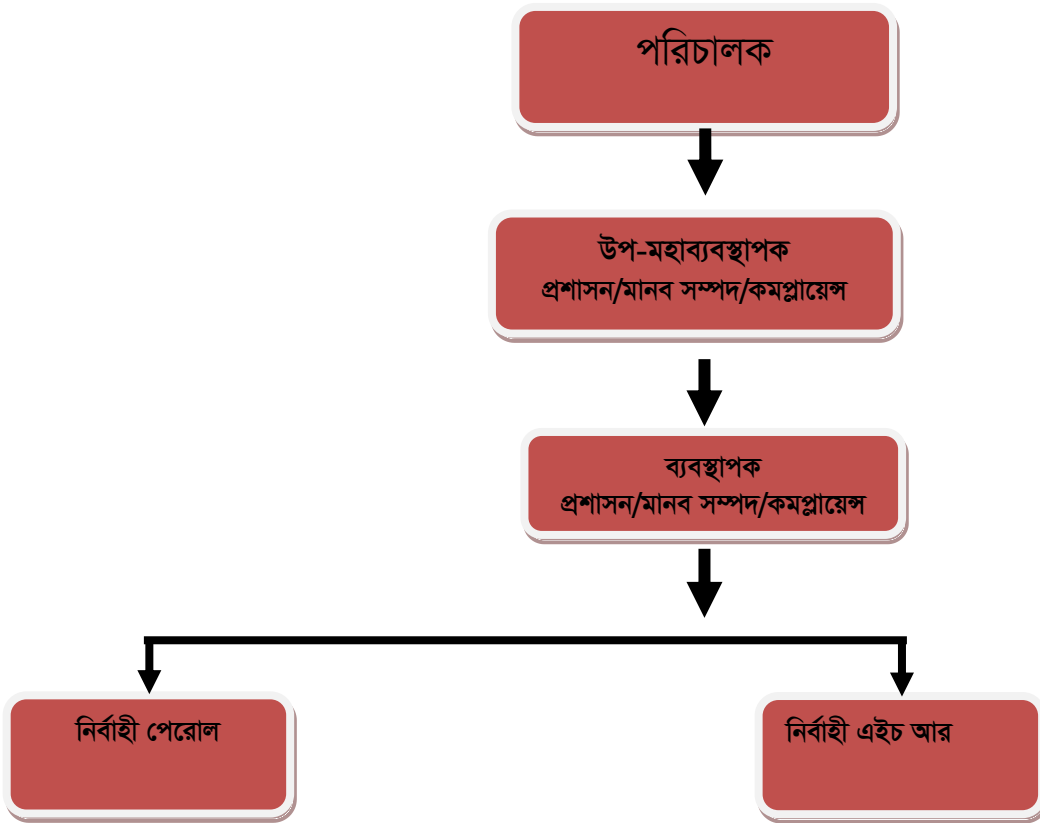 পরিচালক
উপ-মহাব্যবস্থাপক
প্রশাসন/মানব সম্পদ/কমপ্লায়েন্স
ব্যবস্থাপক
প্রশাসন/মানব সম্পদ/কমপ্লায়েন্স
নির্বাহী পেরোল
নির্বাহী এইচ আর